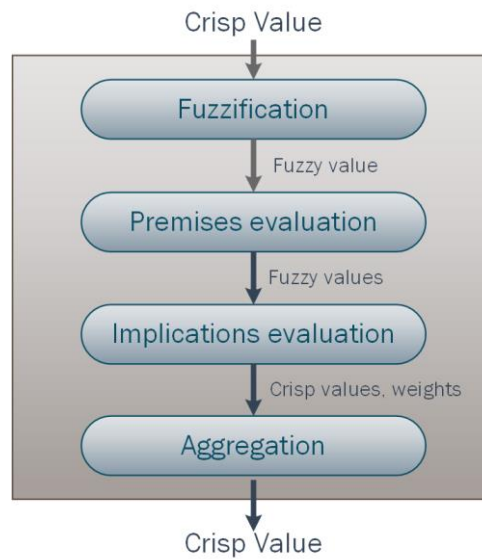 Crisp Value
Fuzzification
Fuzzy value
Premises evaluation
Fuzzy values
Implications evaluation
Crisp values, weights
Aggregation
Crisp Value